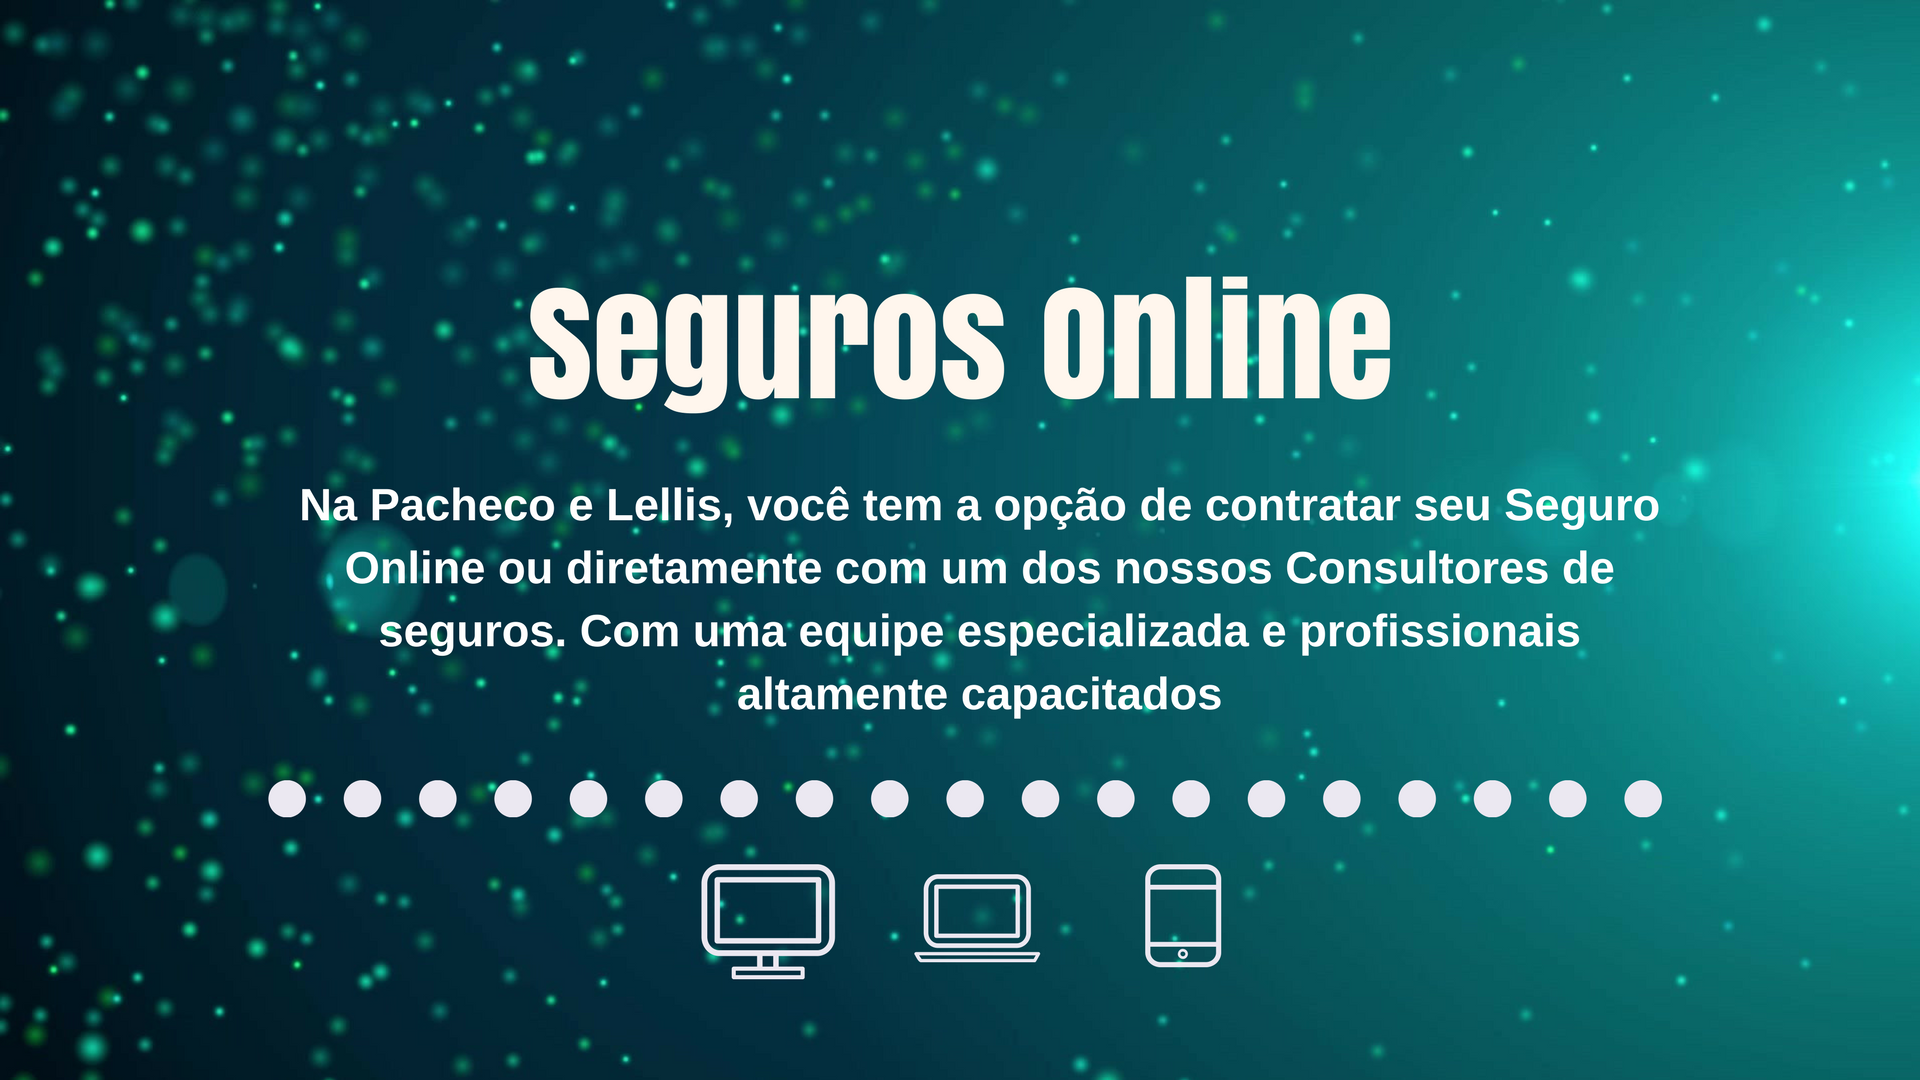 Seguros Online
Na Pacheco e Lellis, você tem a opção de contratar seu Seguro
Online ou diretamente com um dos nossos Consultores de
seguros. Com uma equipe especializada e profissionais
altamente capacitados